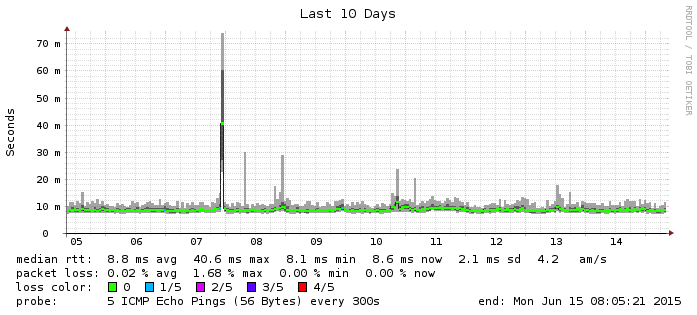 Last 10 Days
RRDTOOL / TOBI OETIKER
Seconds
70 m
60 m
50 m
40 m
30 m
20 m
10 m
0
05 06 07 08 09 10 11 12 13 14
median rtt: 8.8 ms avg 40.6 ms max 8.1 ms min 8.6 ms now 2.1 ms sd 4.2 am/s
packet loss: 0.02 % avg 1.68 % max 0.00 % min 0.00 % now
loss color: 0 1/5 2/5 3/5 4/5
probe: 5 ICMP Echo Pings (56 Bytes) every 300s end: Mon Jun 15 08:05:21 2015